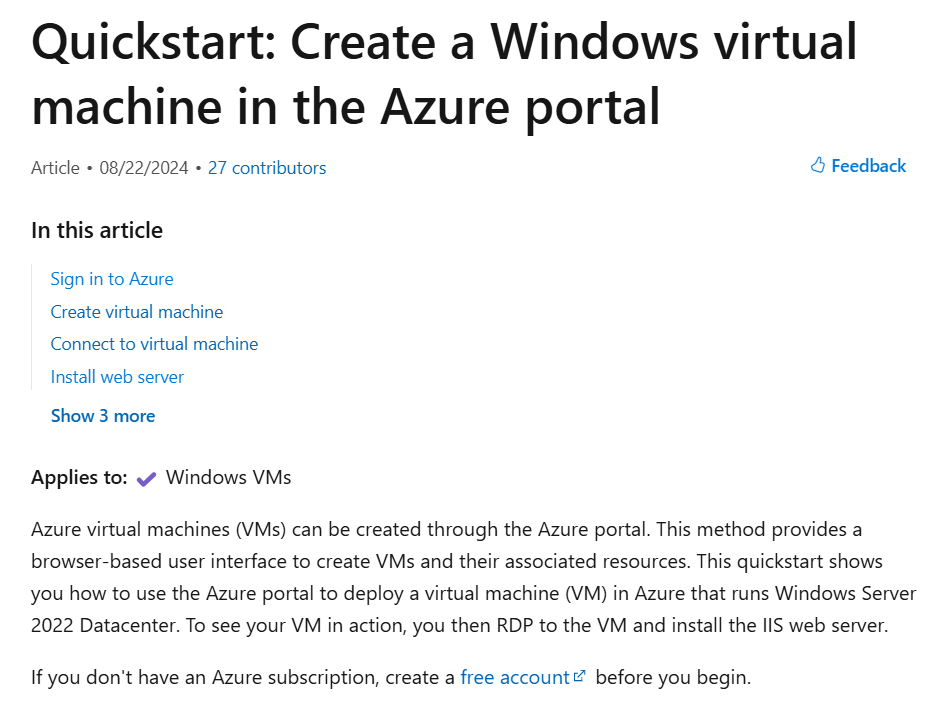 Quickstart: Create a Windows virtual
machine in the Azure portal
Article • 08/22/2024 • 27 contributors
Feedback
In this article
Sign in to Azure
Create virtual machine
Connect to virtual machine
Install web server
Show 3 more
Applies to: ✔ Windows VMs
Azure virtual machines (VMs) can be created through the Azure portal. This method provides a
browser-based user interface to create VMs and their associated resources. This quickstart shows
you how to use the Azure portal to deploy a virtual machine (VM) in Azure that runs Windows Server
2022 Datacenter. To see your VM in action, you then RDP to the VM and install the IIS web server.
If you don't have an Azure subscription, create a free account before you begin.